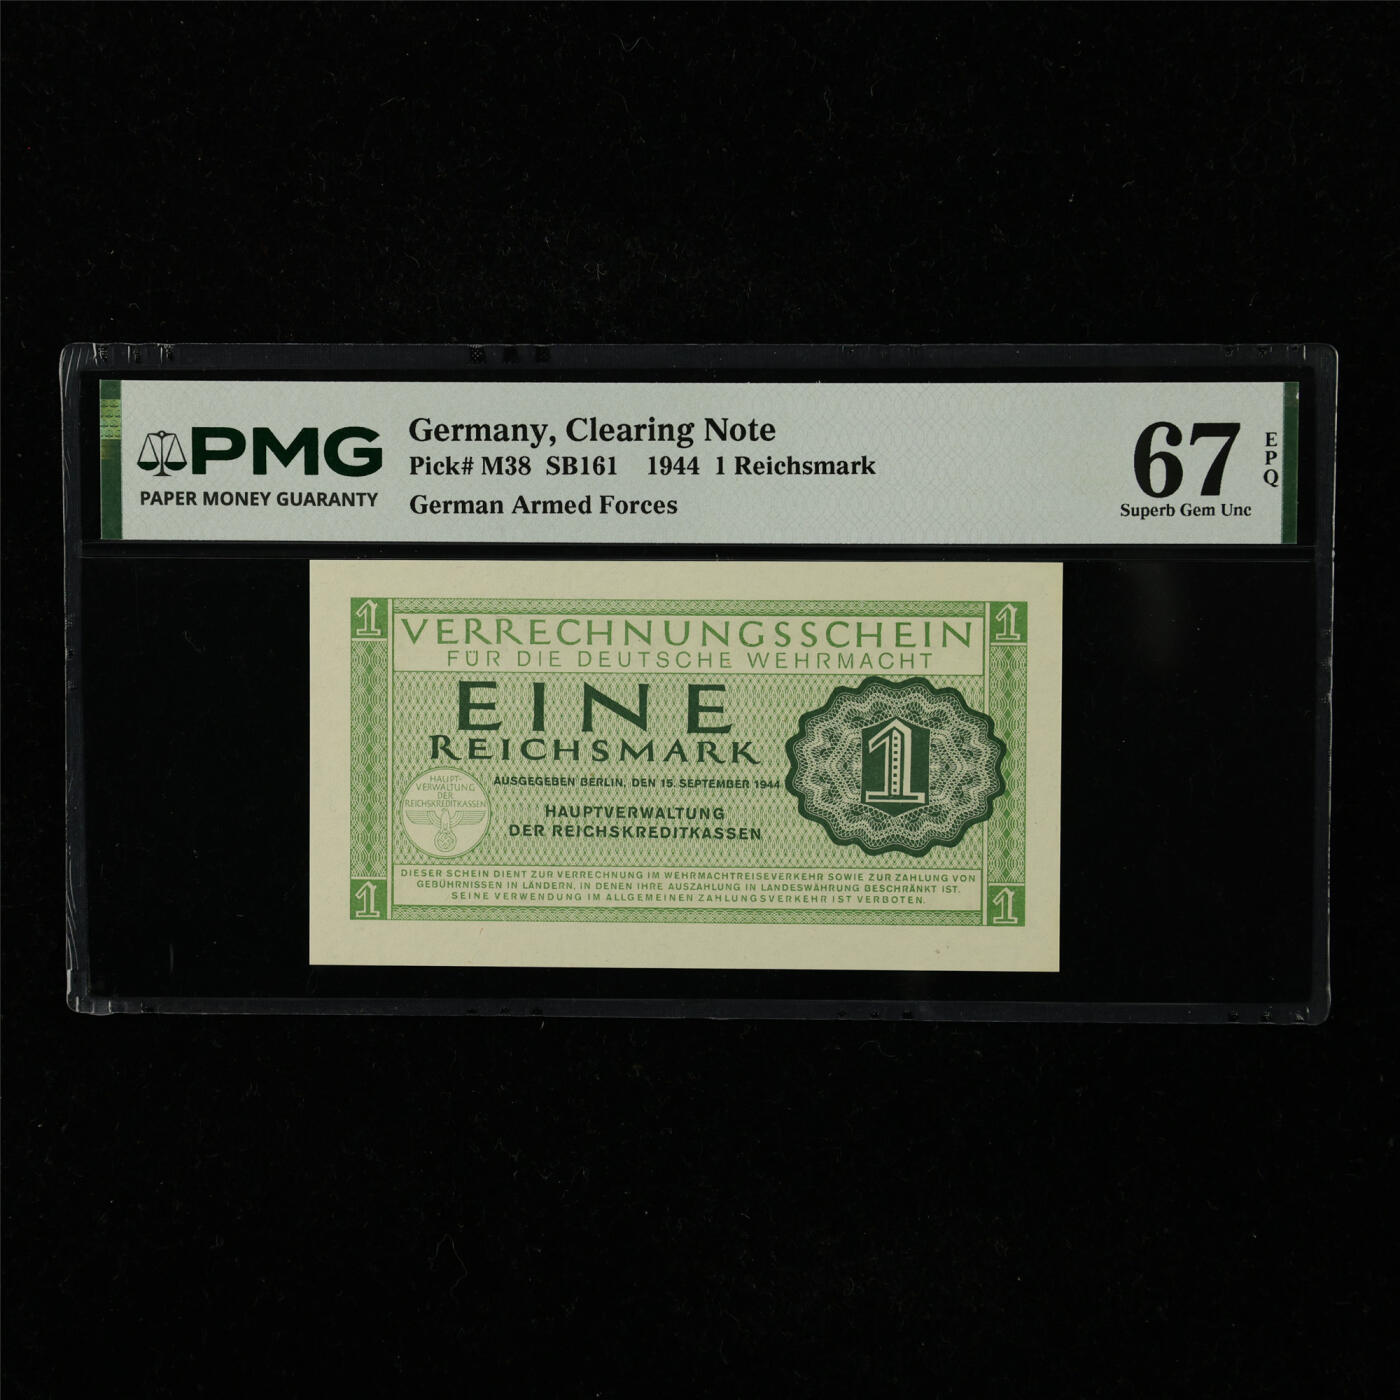 PMG
PAPER MONEY GUARANTY
Germany, Clearing Note
Pick# M38 SB161 1944 1 Reichsmark
German Armed Forces
67
EPQ
Superb Gem Unc
1
1
VERRECHNUNGSSCHEIN
FÜR DIE DEUTSCHE WEHRMACHT
EINE
REICHSMARK
AUSGEGEBEN BERLIN, DEN 15. SEPTEMBER 1944
HAUPTVERWALTUNG
DER REICHSKREDITKASSEN
HAUPT-
VERWALTUNG
DER
REICHSKREDITKASSEN
1
DIESER SCHEIN DIENT ZUR VERRECHNUNG IM WEHRMACHTREISEVERKEHR SOWIE ZUR ZAHLUNG VON
GEBÜHRNISSEN IN LÄNDERN, IN DENEN IHRE AUSZAHLUNG IN LANDESWÄHRUNG BESCHRÄNKT IST.
SEINE VERWENDUNG IM ALLGEMEINEN ZAHLUNGSVERKEHR IST VERBOTEN.
1
1